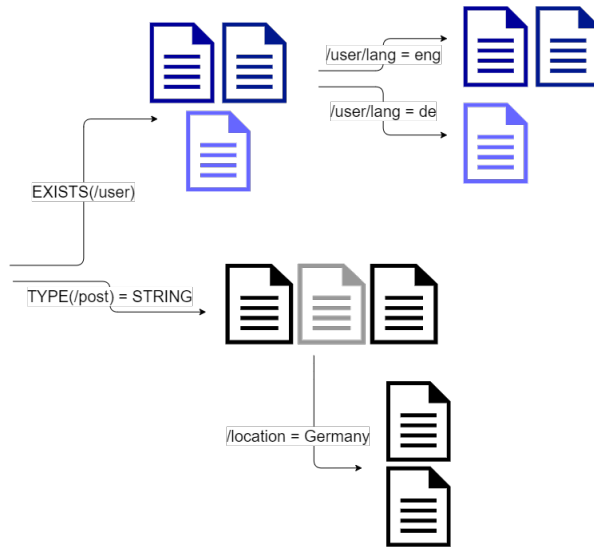 /user/lang = eng
/user/lang = de
EXISTS(/user)
TYPE(/post) = STRING
/location = Germany